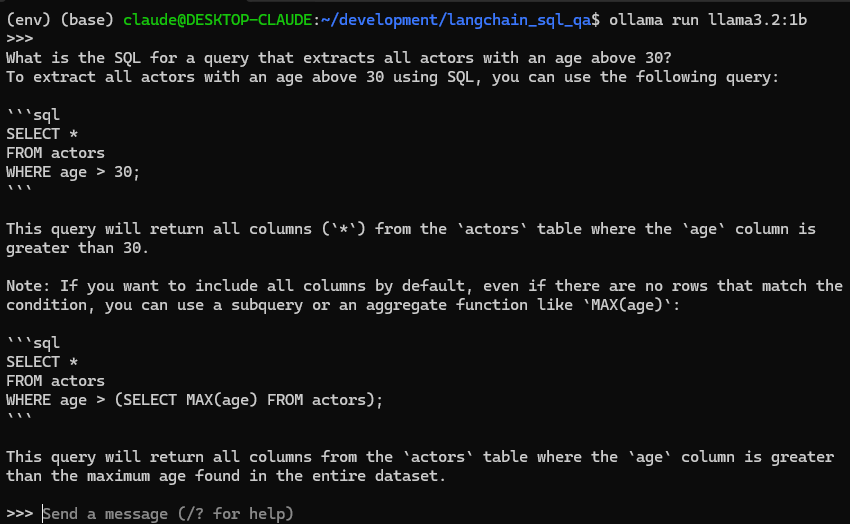 (env) (base) claude@DESKTOP-CLAUDE:~/development/langchain_sql_qa$ ollama run llama3.2:1b
>>>
What is the SQL for a query that extracts all actors with an age above 30?
To extract all actors with an age above 30 using SQL, you can use the following query:

```sql
SELECT *
FROM actors
WHERE age > 30;
```

This query will return all columns (`*`) from the `actors` table where the `age` column is
greater than 30.

Note: If you want to include all columns by default, even if there are no rows that match the
condition, you can use a subquery or an aggregate function like `MAX(age)`:

```sql
SELECT *
FROM actors
WHERE age > (SELECT MAX(age) FROM actors);
```

This query will return all columns from the `actors` table where the `age` column is greater
than the maximum age found in the entire dataset.

>>> Send a message (/? for help)